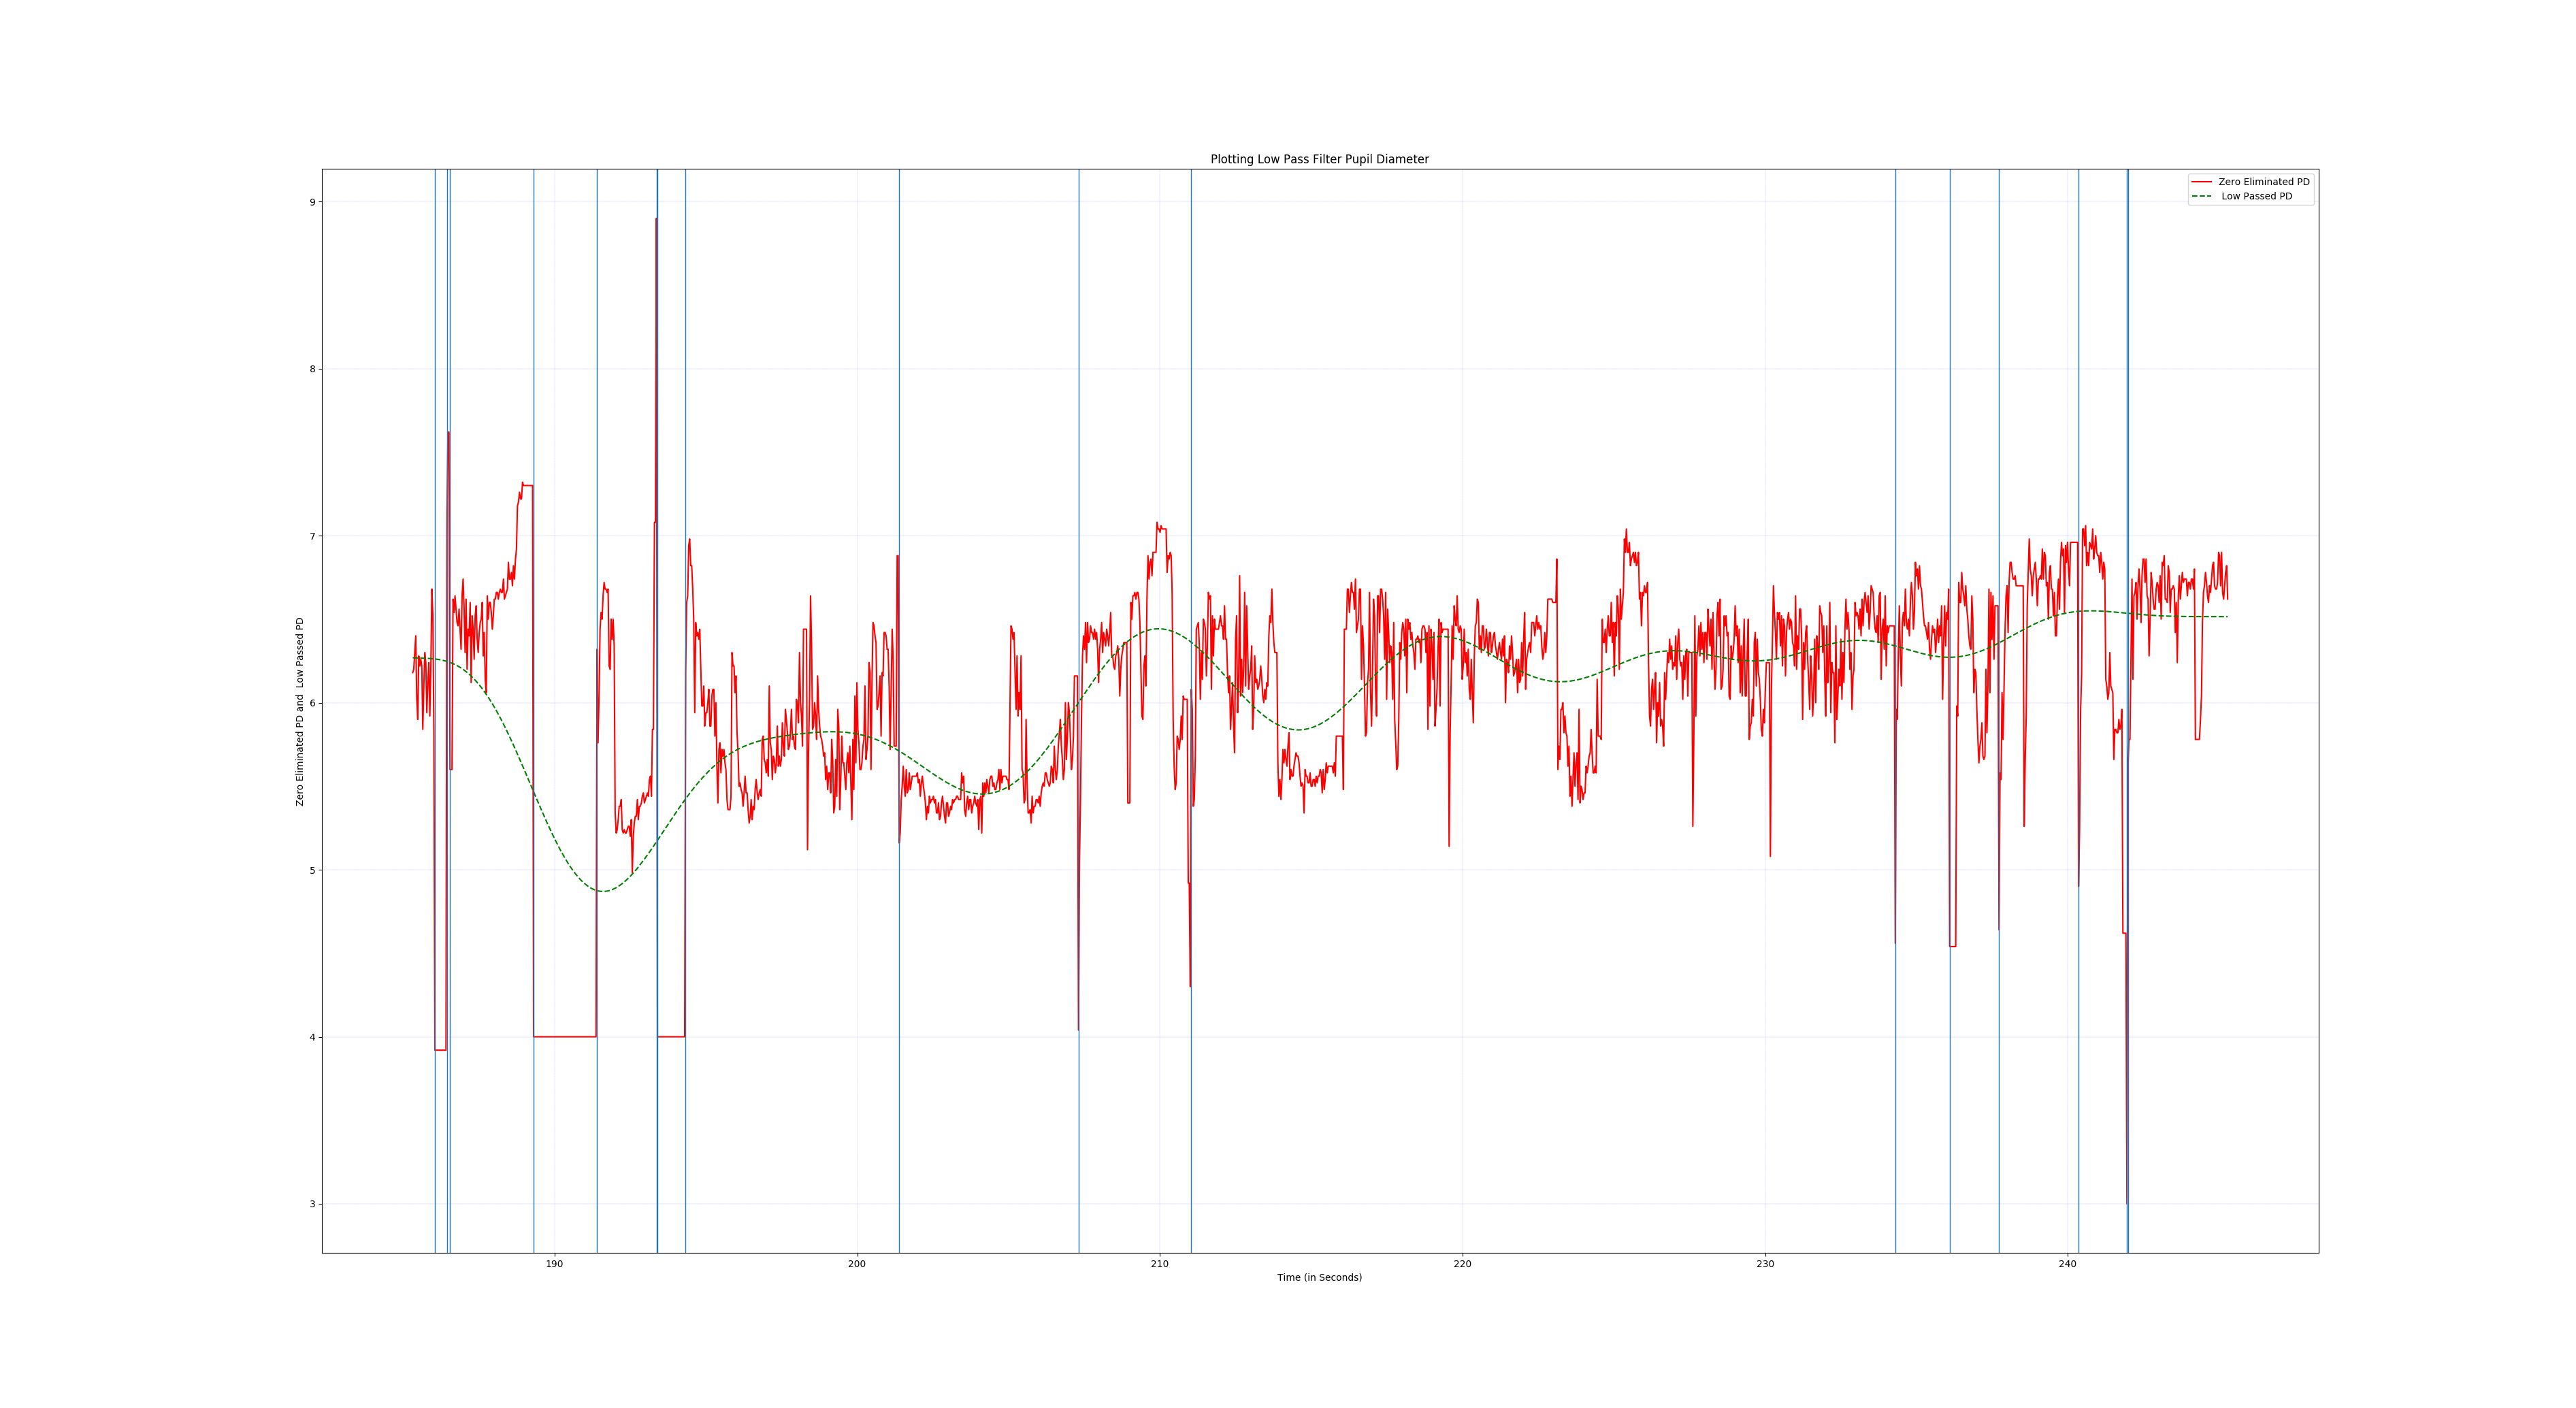 Plotting Low Pass Filter Pupil Diameter
Zero Eliminated PD
Low Passed PD
9
8
7
6
5
4
3
Zero Eliminated PD and  Low Passed PD
190
200
210
220
230
240
Time (in Seconds)